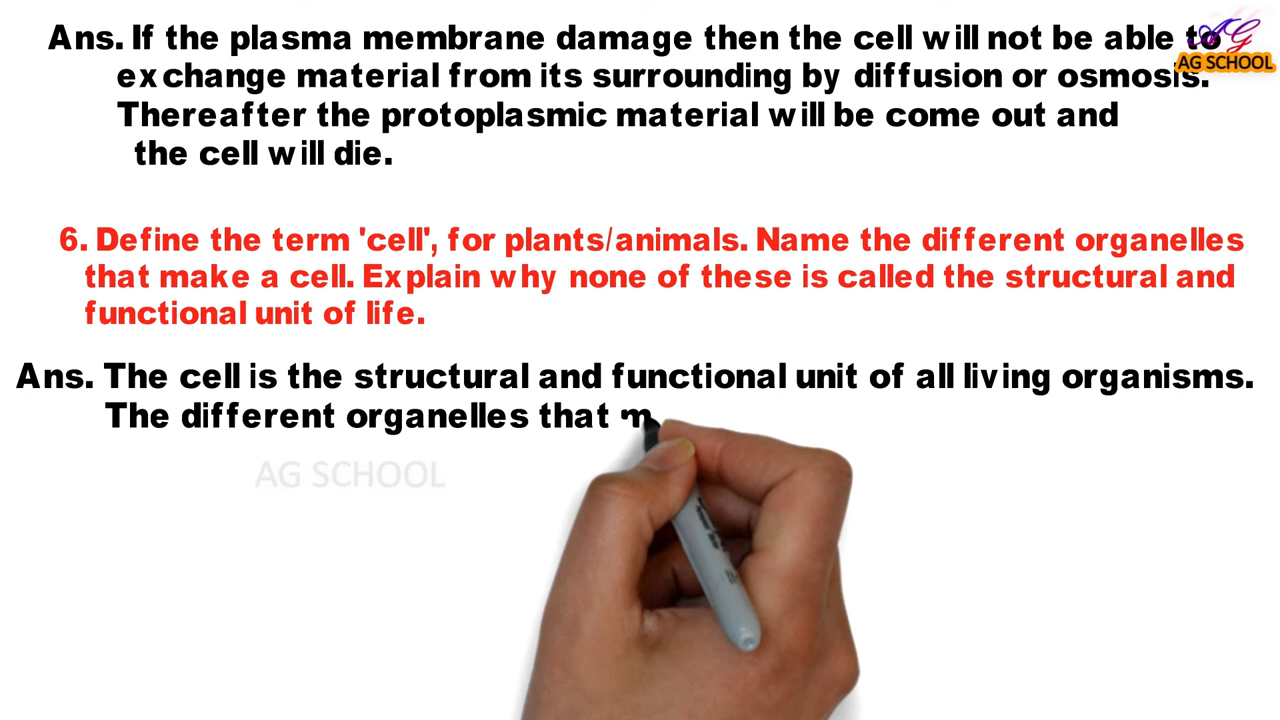 Ans. If the plasma membrane damage then the cell will not be able to
AG SCHOOL
exchange material from its surrounding by diffusion or osmosis.
Thereafter the protoplasmic material will be come out and
the cell will die.
6. Define the term 'cell', for plants/animals. Name the different organelles
that make a cell. Explain why none of these is called the structural and
functional unit of life.
Ans. The cell is the structural and functional unit of all living organisms.
The different organelles that m
AG SCHOOL